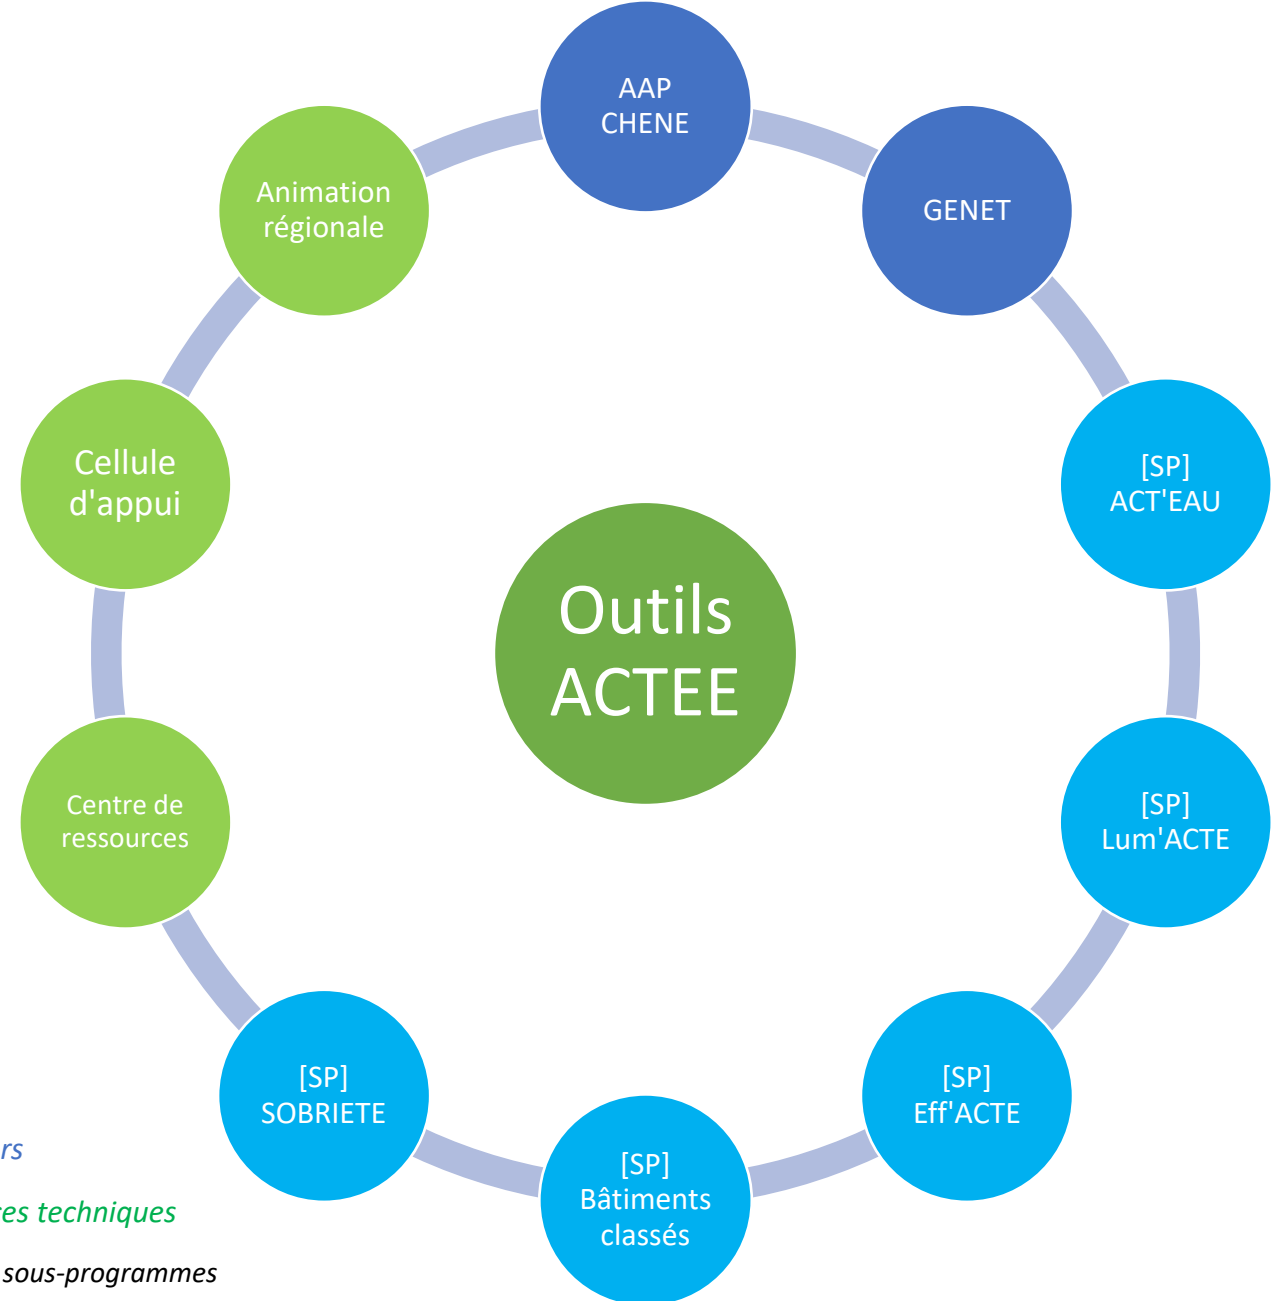 AAP
CHENE
GENET
[SP]
ACT'EAU
[SP]
Lum'ACTE
[SP]
Eff'ACTE
[SP]
Bâtiments
classés
[SP]
SOBRIETE
Centre de
ressources
Cellule
d'appui
Animation
régionale
Outils
ACTEE
rs
es techniques
sous-programmes